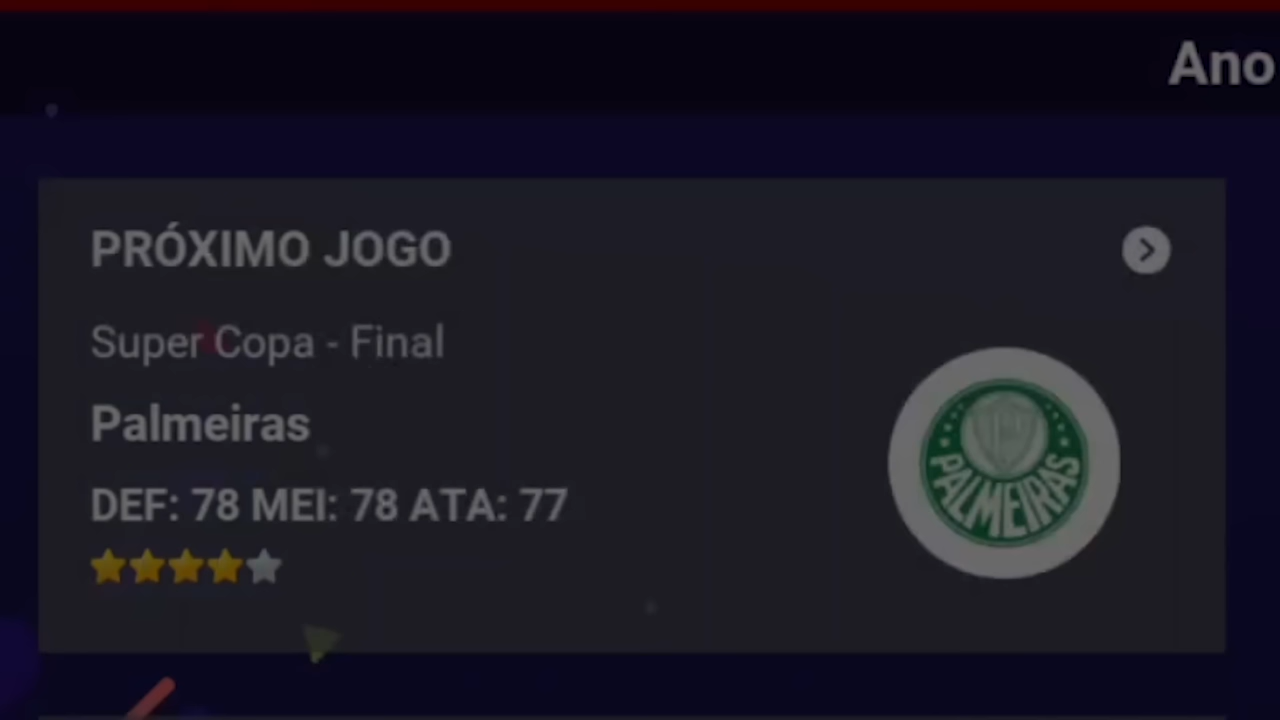 Ano
PRÓXIMO JOGO
Super Copa - Final
Palmeiras
DEF: 78 MEI: 78 ATA: 77
PALMEIRAS